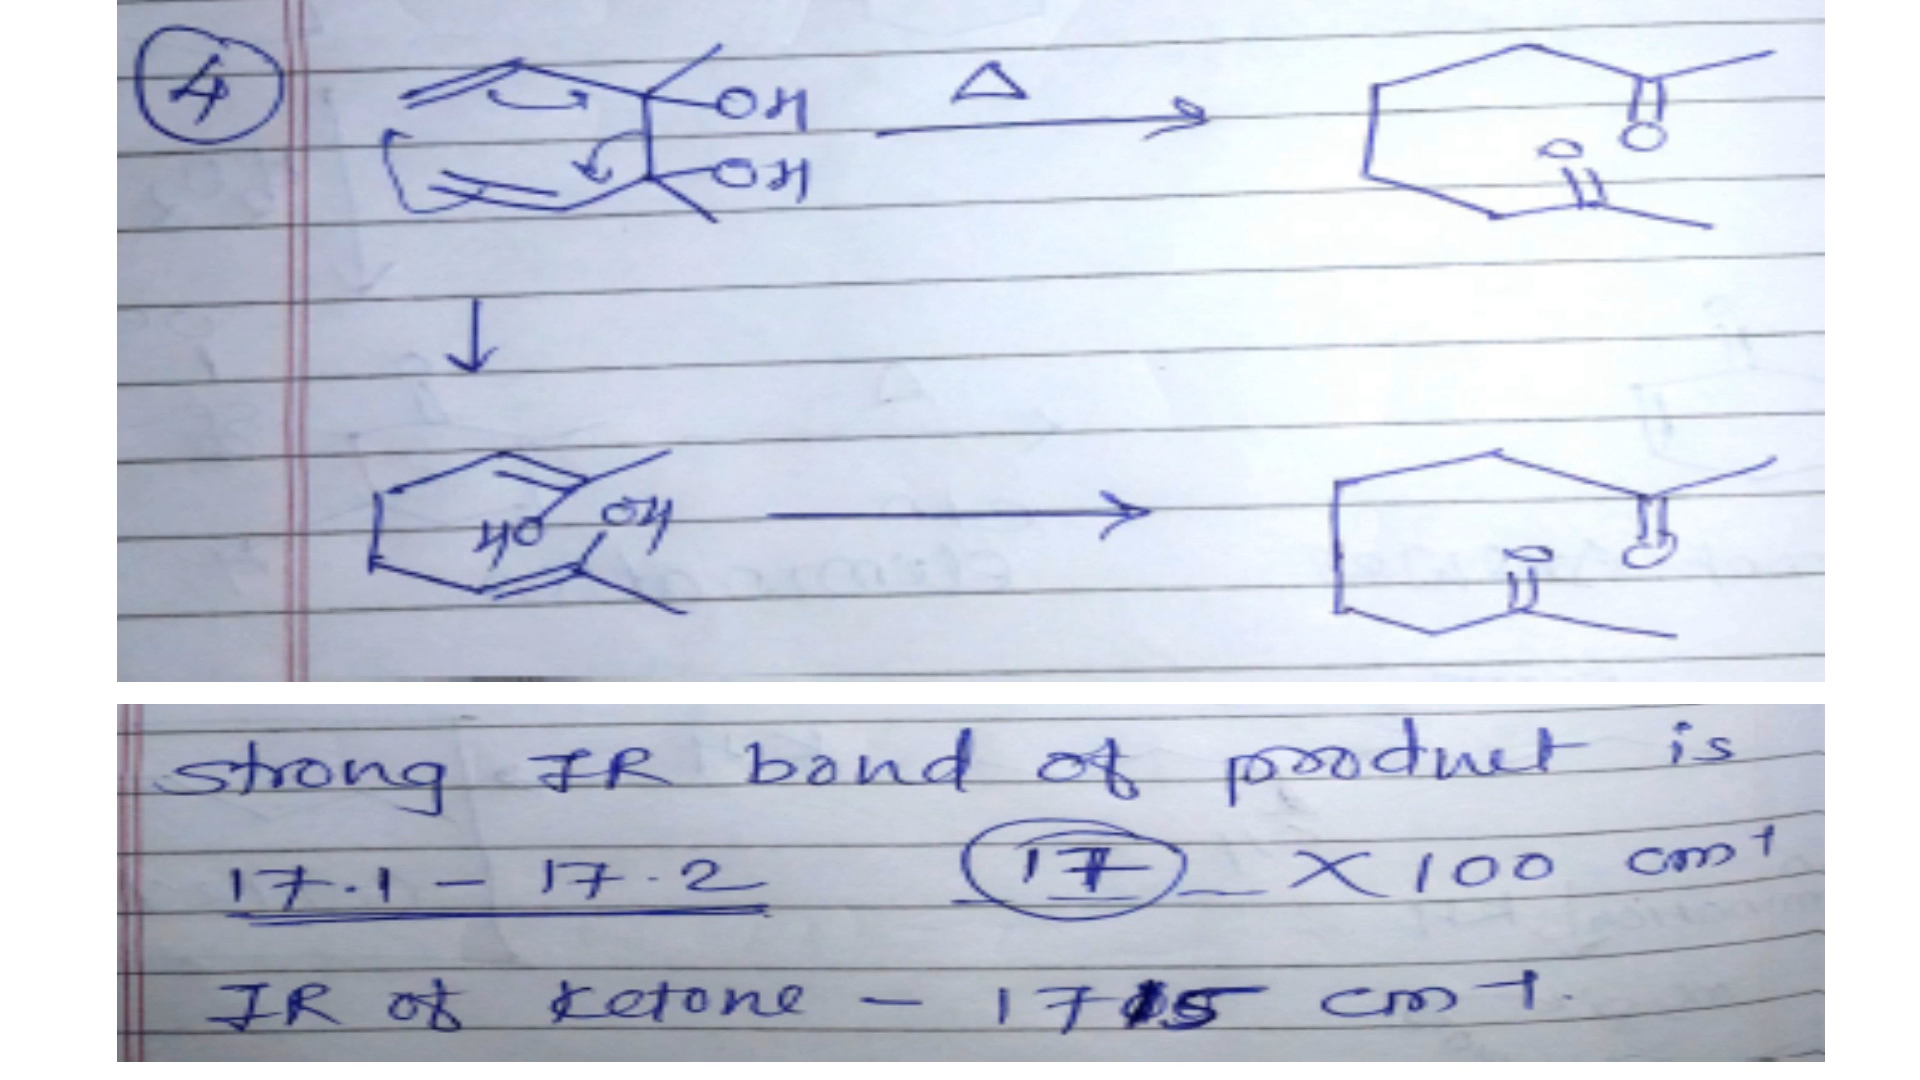 4
OH
Δ
OH
O
O
HO OH
O
O
strong IR band of product is
17.1 - 17.2 17 _ X 100 cm-1
IR of ketone - 1715 cm-1.